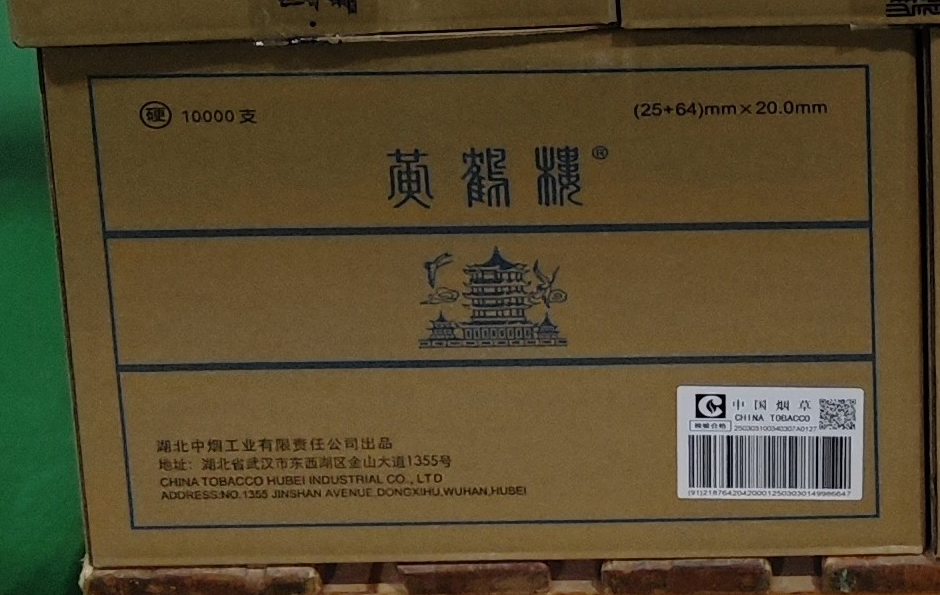 硬 10000支
(25+64)mm×20.0mm
黄鹤楼®
中国烟草
CHINA TOBACCO
湖北中烟工业有限责任公司出品
地址：湖北省武汉市东西湖区金山大道1355号
CHINA TOBACCO HUBEI INDUSTRIAL CO., LTD
ADDRESS:NO.1355 JINSHAN AVENUE,DONGXIHU,WUHAN,HUBEI